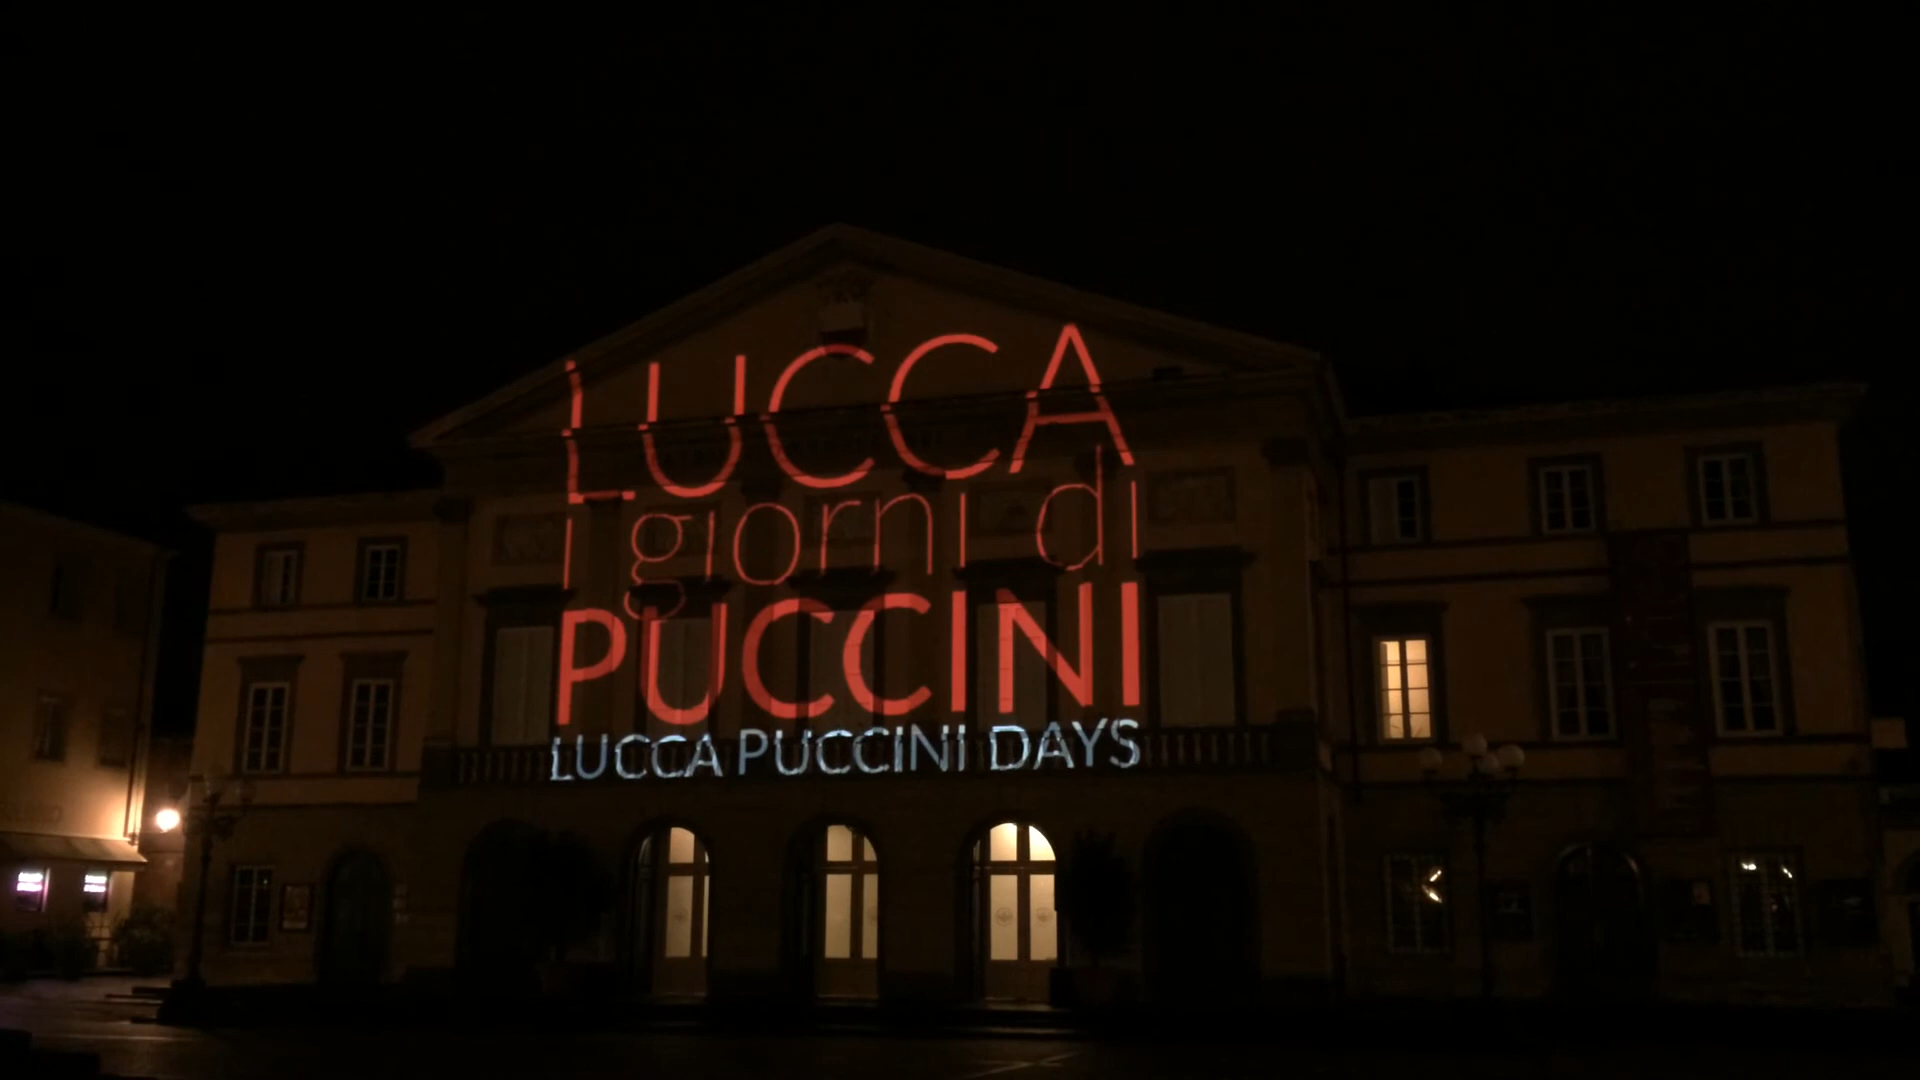 LUCCA
i giorni di
PUCCINI
LUCCA PUCCINI DAYS